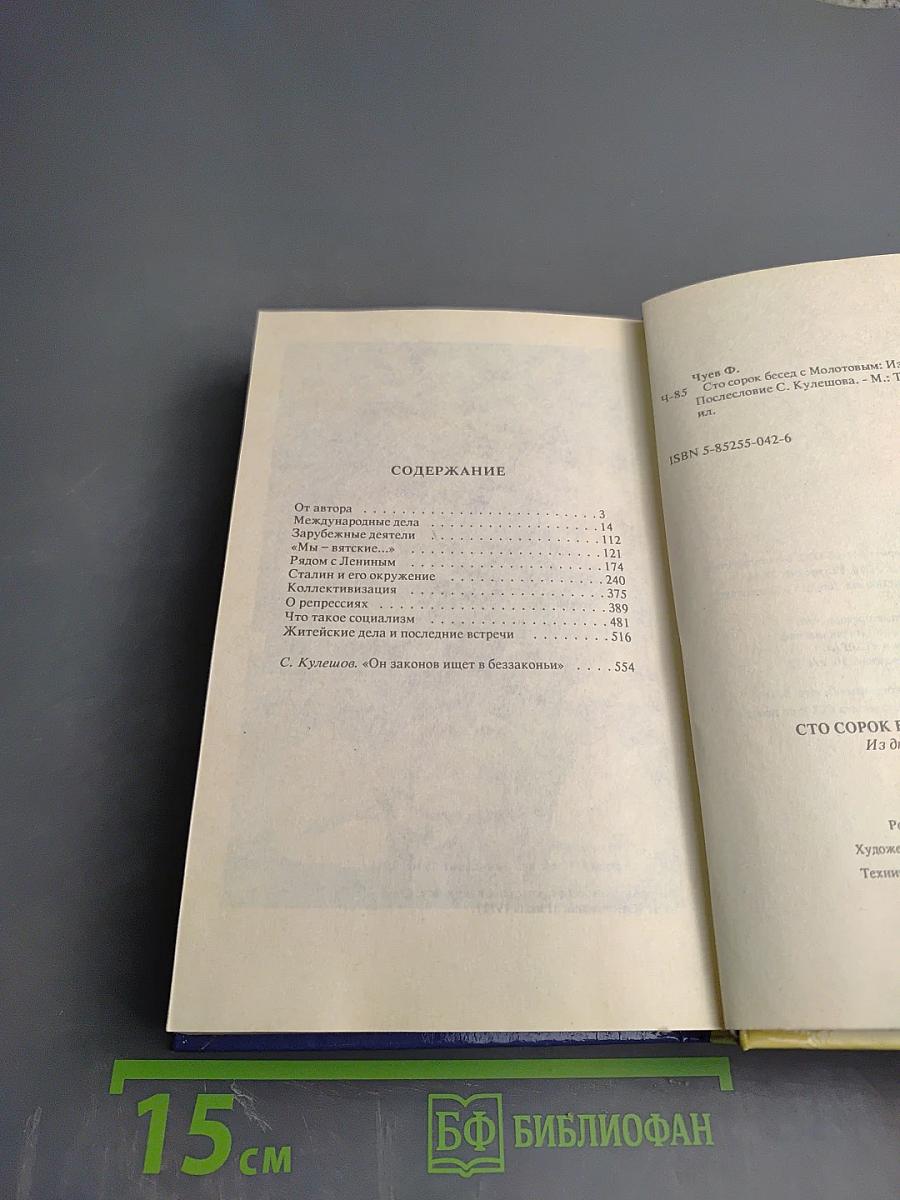 СОДЕРЖАНИЕ
От автора . . . . . . . . . . . . . . . . . . . . . . . . . 3
Международные дела . . . . . . . . . . . . . . . . . . 14
Зарубежные деятели . . . . . . . . . . . . . . . . . . 112
«Мы – вятские...» . . . . . . . . . . . . . . . . . . . . 121
Рядом с Лениным . . . . . . . . . . . . . . . . . . . . 174
Сталин и его окружение . . . . . . . . . . . . . . . . 240
Коллективизация . . . . . . . . . . . . . . . . . . . . 375
О репрессиях . . . . . . . . . . . . . . . . . . . . . . . 389
Что такое социализм . . . . . . . . . . . . . . . . . . 481
Житейские дела и последние встречи . . . . . . . . 516
С. Кулешов. «Он законов ищет в беззаконьи» . . . . 554
Чуев Ф.
Ч-85 Сто сорок бесед с Молотовым: Из
Послесловие С. Кулешова. - М.: Т
ил.
ISBN 5-85255-042-6
СТО СОРОК
Из
Художе
Техни
15 см
БФ БИБЛИОФАН